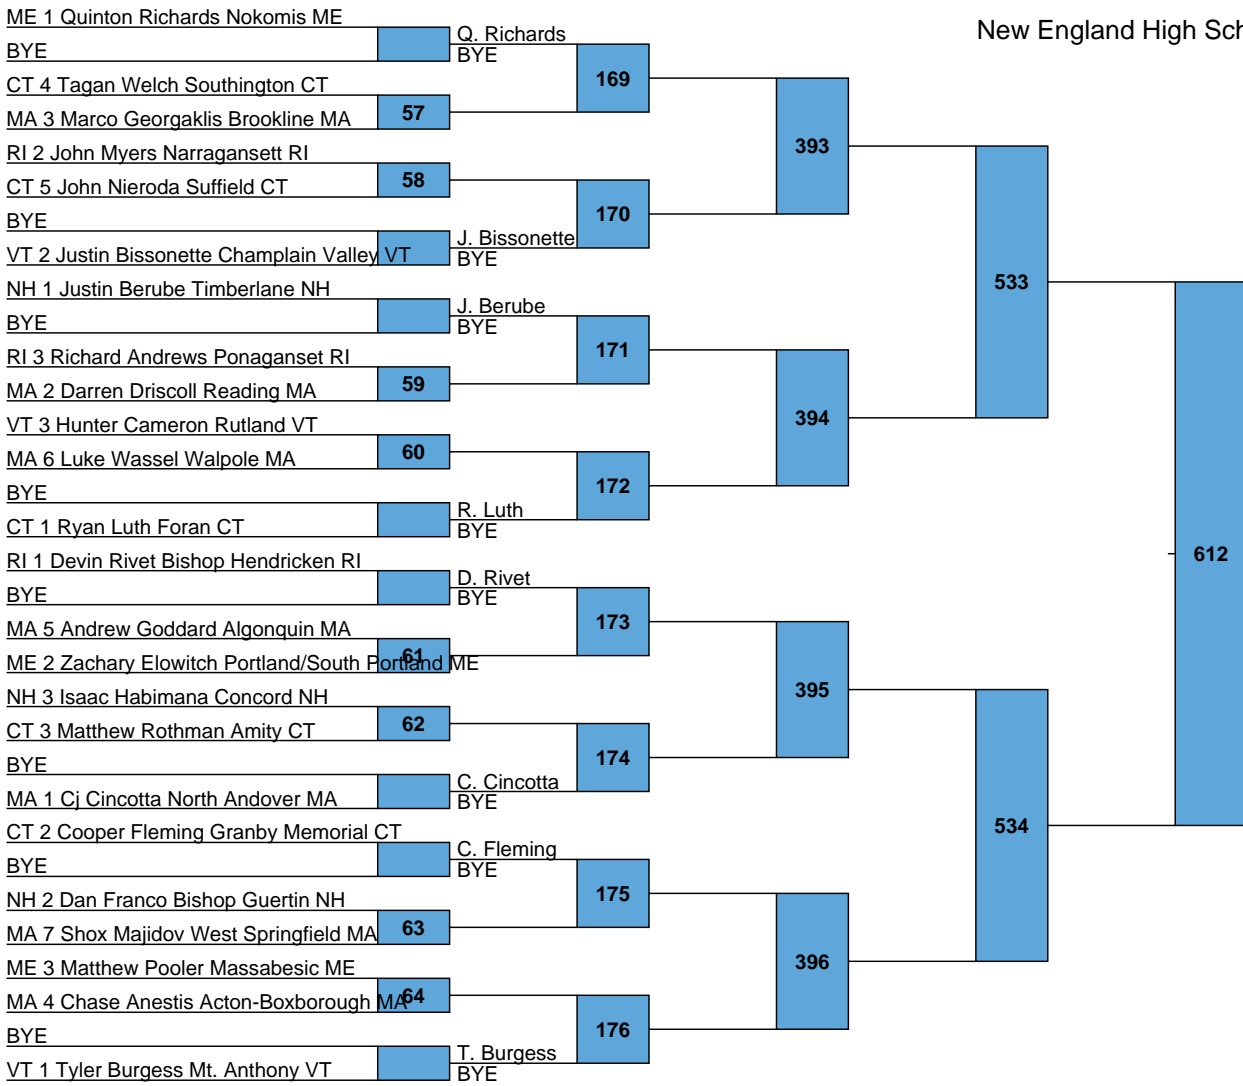 ME 1 Quinton Richards Nokomis ME
New England High Sch
Q. Richards
BYE
BYE
169
CT 4 Tagan Welch Southington CT
57
MA 3 Marco Georgaklis Brookline MA
393
RI 2 John Myers Narragansett RI
58
CT 5 John Nieroda Suffield CT
170
BYE
J. Bissonette
VT 2 Justin Bissonette Champlain Valley VT
BYE
533
NH 1 Justin Berube Timberlane NH
J. Berube
BYE
BYE
171
RI 3 Richard Andrews Ponaganset RI
59
MA 2 Darren Driscoll Reading MA
394
VT 3 Hunter Cameron Rutland VT
60
MA 6 Luke Wassel Walpole MA
172
BYE
R. Luth
CT 1 Ryan Luth Foran CT
BYE
612
RI 1 Devin Rivet Bishop Hendricken RI
D. Rivet
BYE
BYE
173
MA 5 Andrew Goddard Algonquin MA
61
ME 2 Zachary Elowitch Portland/South Portland ME
395
NH 3 Isaac Habimana Concord NH
62
CT 3 Matthew Rothman Amity CT
174
BYE
C. Cincotta
MA 1 Cj Cincotta North Andover MA
BYE
534
CT 2 Cooper Fleming Granby Memorial CT
C. Fleming
BYE
BYE
175
NH 2 Dan Franco Bishop Guertin NH
63
MA 7 Shox Majidov West Springfield MA
396
ME 3 Matthew Pooler Massabesic ME
64
MA 4 Chase Anestis Acton-Boxborough MA
176
BYE
T. Burgess
VT 1 Tyler Burgess Mt. Anthony VT
BYE